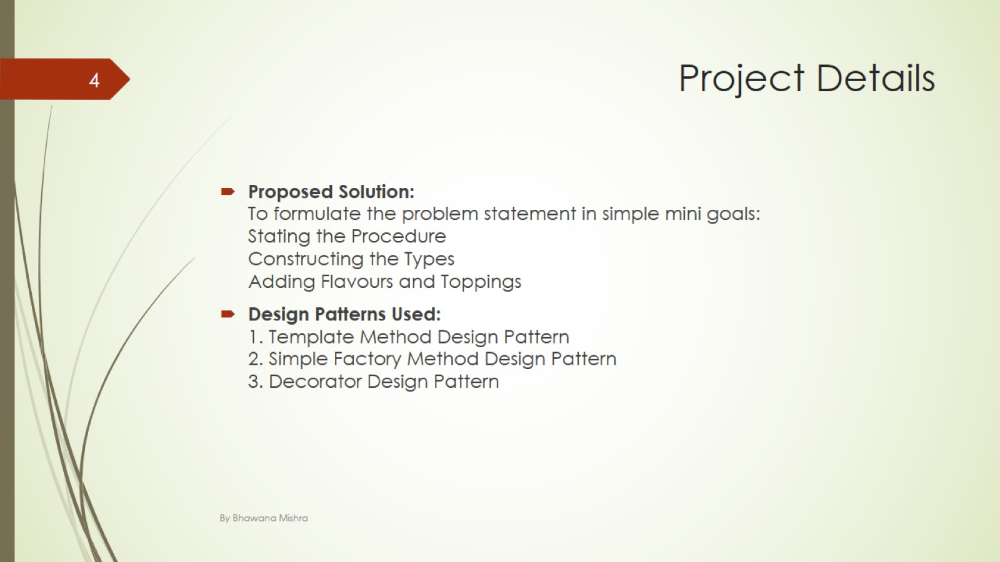 4
Project Details
Proposed Solution:
To formulate the problem statement in simple mini goals:
Stating the Procedure
Constructing the Types
Adding Flavours and Toppings
Design Patterns Used:
1. Template Method Design Pattern
2. Simple Factory Method Design Pattern
3. Decorator Design Pattern
By Bhawana Mishra